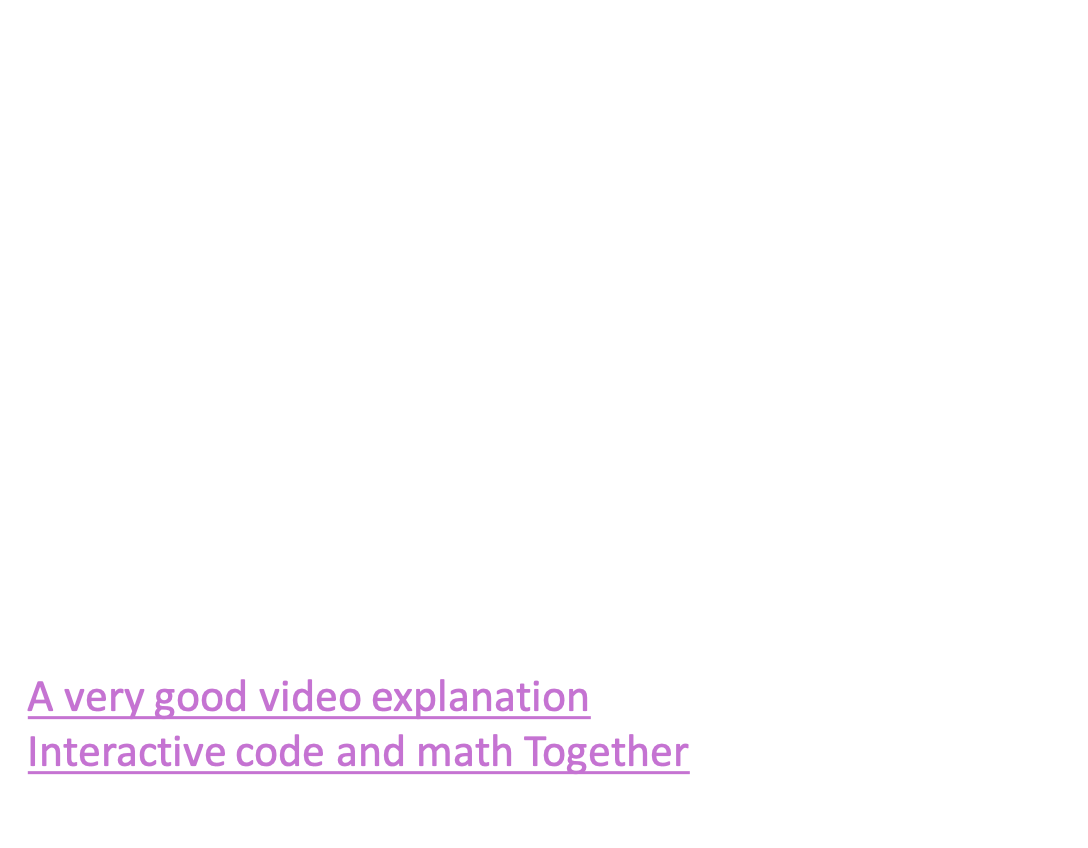 A very good video explanation
Interactive code and math Together